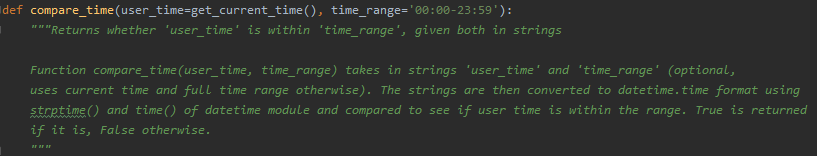 def compare_time(user_time=get_current_time(), time_range='00:00-23:59'):
"""Returns whether 'user_time' is within 'time_range', given both in strings
Function compare_time(user_time, time_range) takes in strings 'user_time' and 'time_range' (optional,
uses current time and full time range otherwise). The strings are then converted to datetime.time format using
strptime() and time() of datetime module and compared to see if user time is within the range. True is returned
if it is, False otherwise.
"""